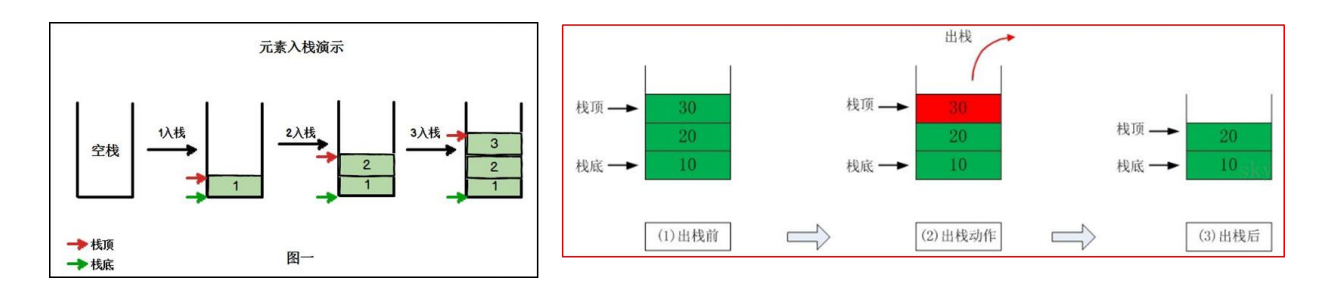 元素入栈演示
空栈
1入栈
2入栈
3入栈
1
2
1
3
2
1
栈顶
栈底
图一
出栈
栈顶
30
20
栈底
10
栈顶
30
20
栈底
10
栈顶
20
栈底
10
sky
(1)出栈前
(2)出栈动作
(3)出栈后